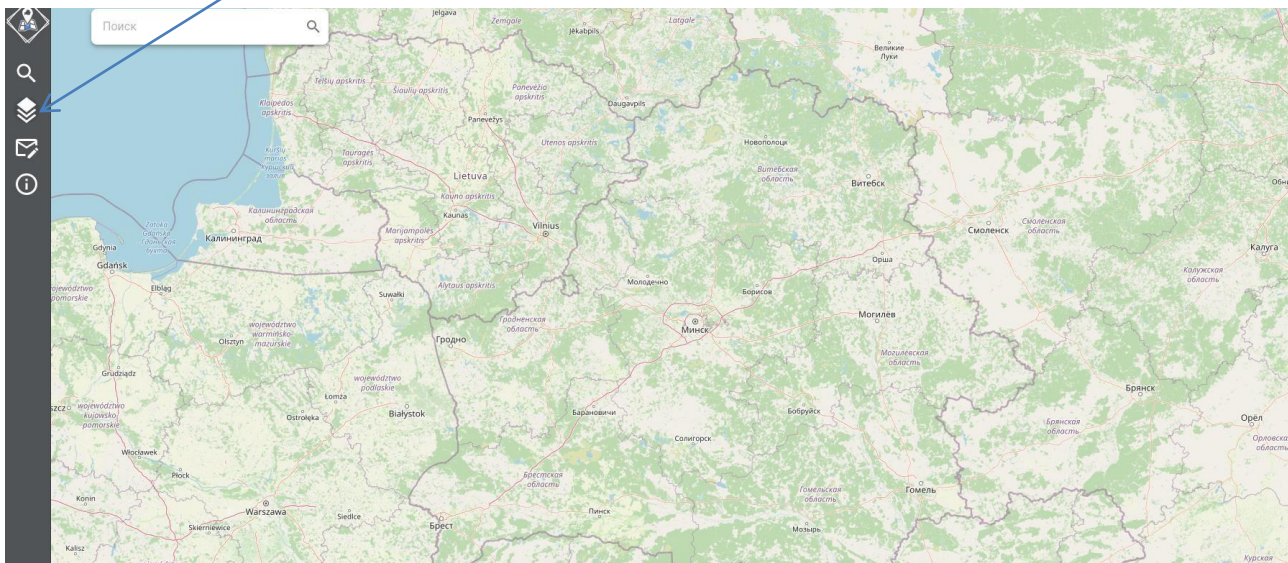 Поиск
Jelgava
Zemgale
Jēkabpils
Latgale
Великие
Луки
Telšių apskritis
Šiaulių apskritis
Panevėžio
apskritis
Daugavpils
Klaipėdos
apskritis
Panevėžys
Utenos apskritis
Новополоцк
Kuršių
marios
Tauragės
apskritis
Lietuva
Витебская
область
Витебск
Kauno apskritis
Kaunas
Калининградская
область
Vilnius
Смоленск
Смоленская
область
Zatoka
Gdańska
Marijampolės
apskritis
Калининград
Gdynia
Gdańsk
Орша
Калуга
Калужская
область
Elbląg
województwo
pomorskie
Suwałki
Alytaus apskritis
Молодечно
Борисов
Гродненская
область
Минск
Могилёв
województwo
warmińsko-
mazurskie
Olsztyn
Гродно
Могилевская
область
Grudziądz
województwo
podlaskie
Łomża
Брянск
województwo
kujawsko-
pomorskie
Ostrołęka
Białystok
Барановичи
Бобруйск
Брянская
область
Орёл
Орловская
область
Солигорск
Włocławek
Płock
Брестская
область
Гомельская
область
Гомель
Konin
Warszawa
Siedlce
Пинск
Skierniewice
Брест
Мозырь
Kalisz
Курская